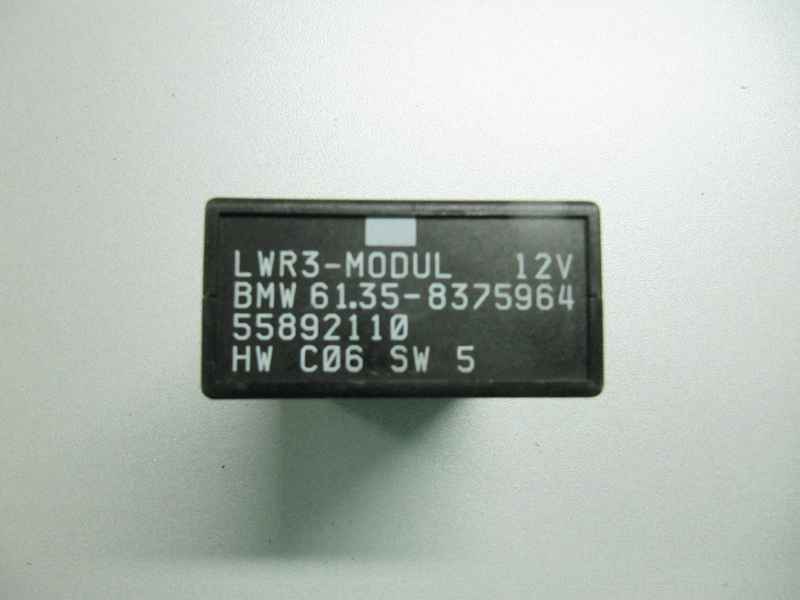 LWR3-MODUL 12V
BMW 61.35-8375964
55892110
HW C06 SW 5